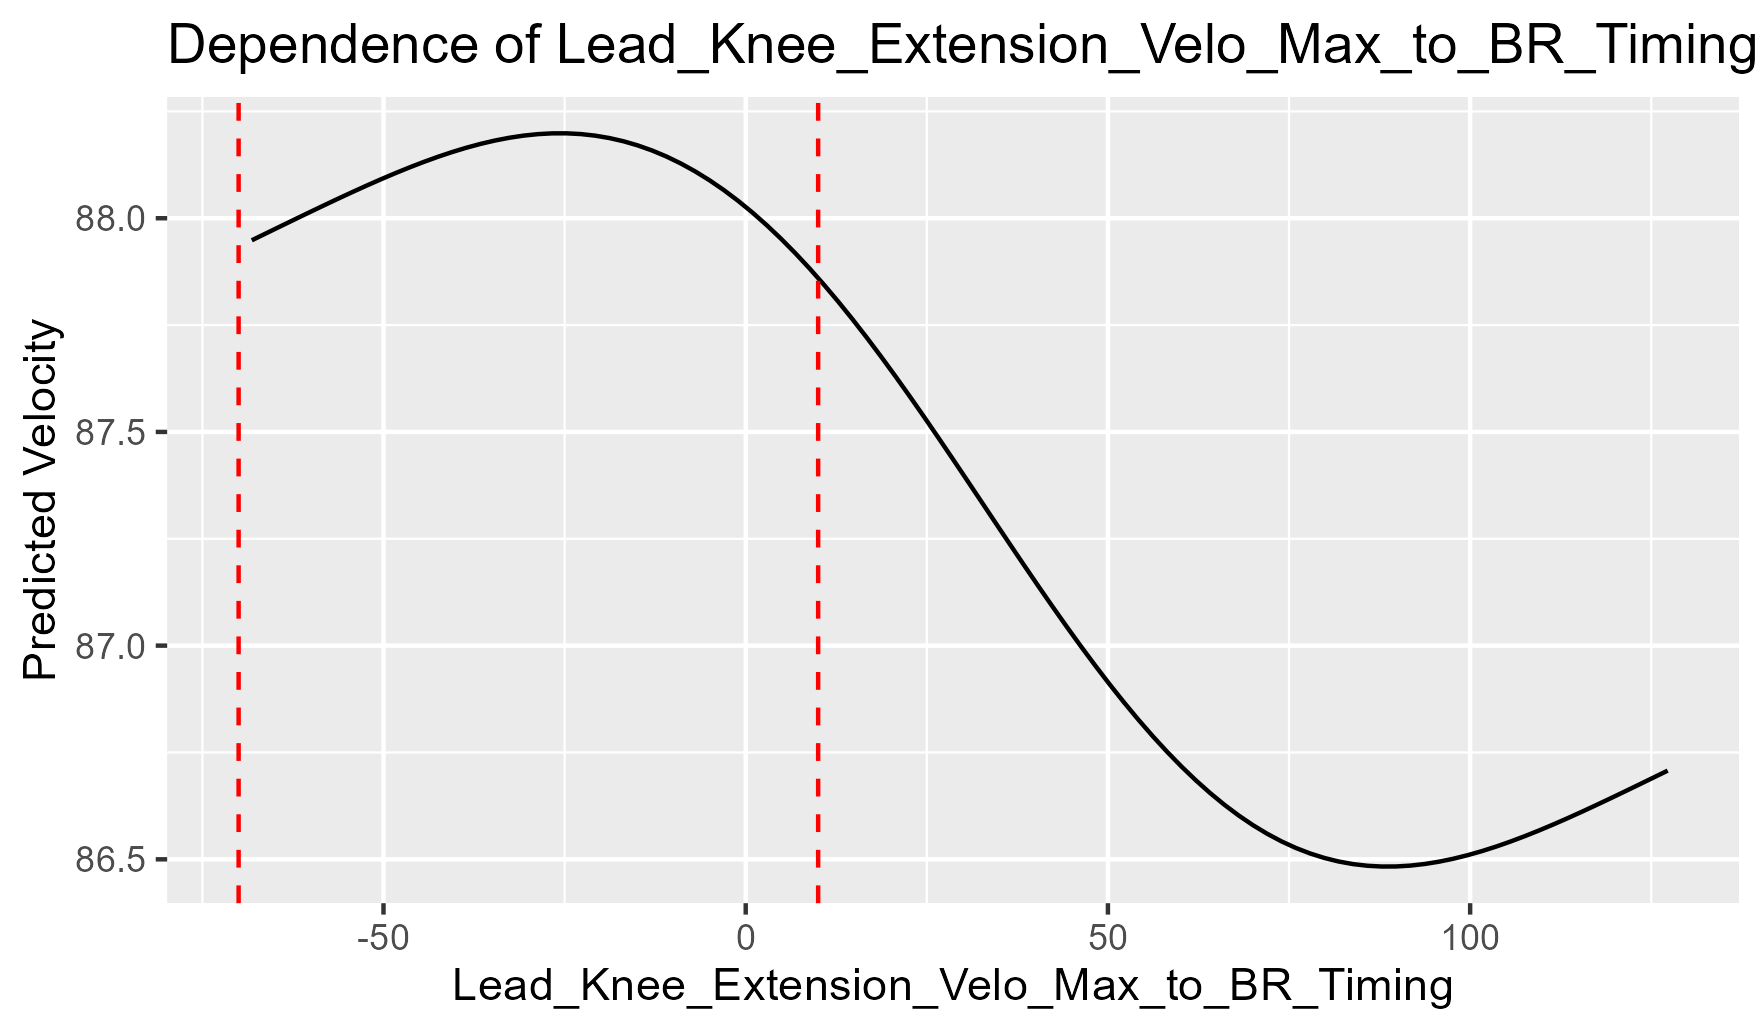 Dependence of Lead_Knee_Extension_Velo_Max_to_BR_Timing
Predicted Velocity
88.0
87.5
87.0
86.5
-50
0
50
100
Lead_Knee_Extension_Velo_Max_to_BR_Timing